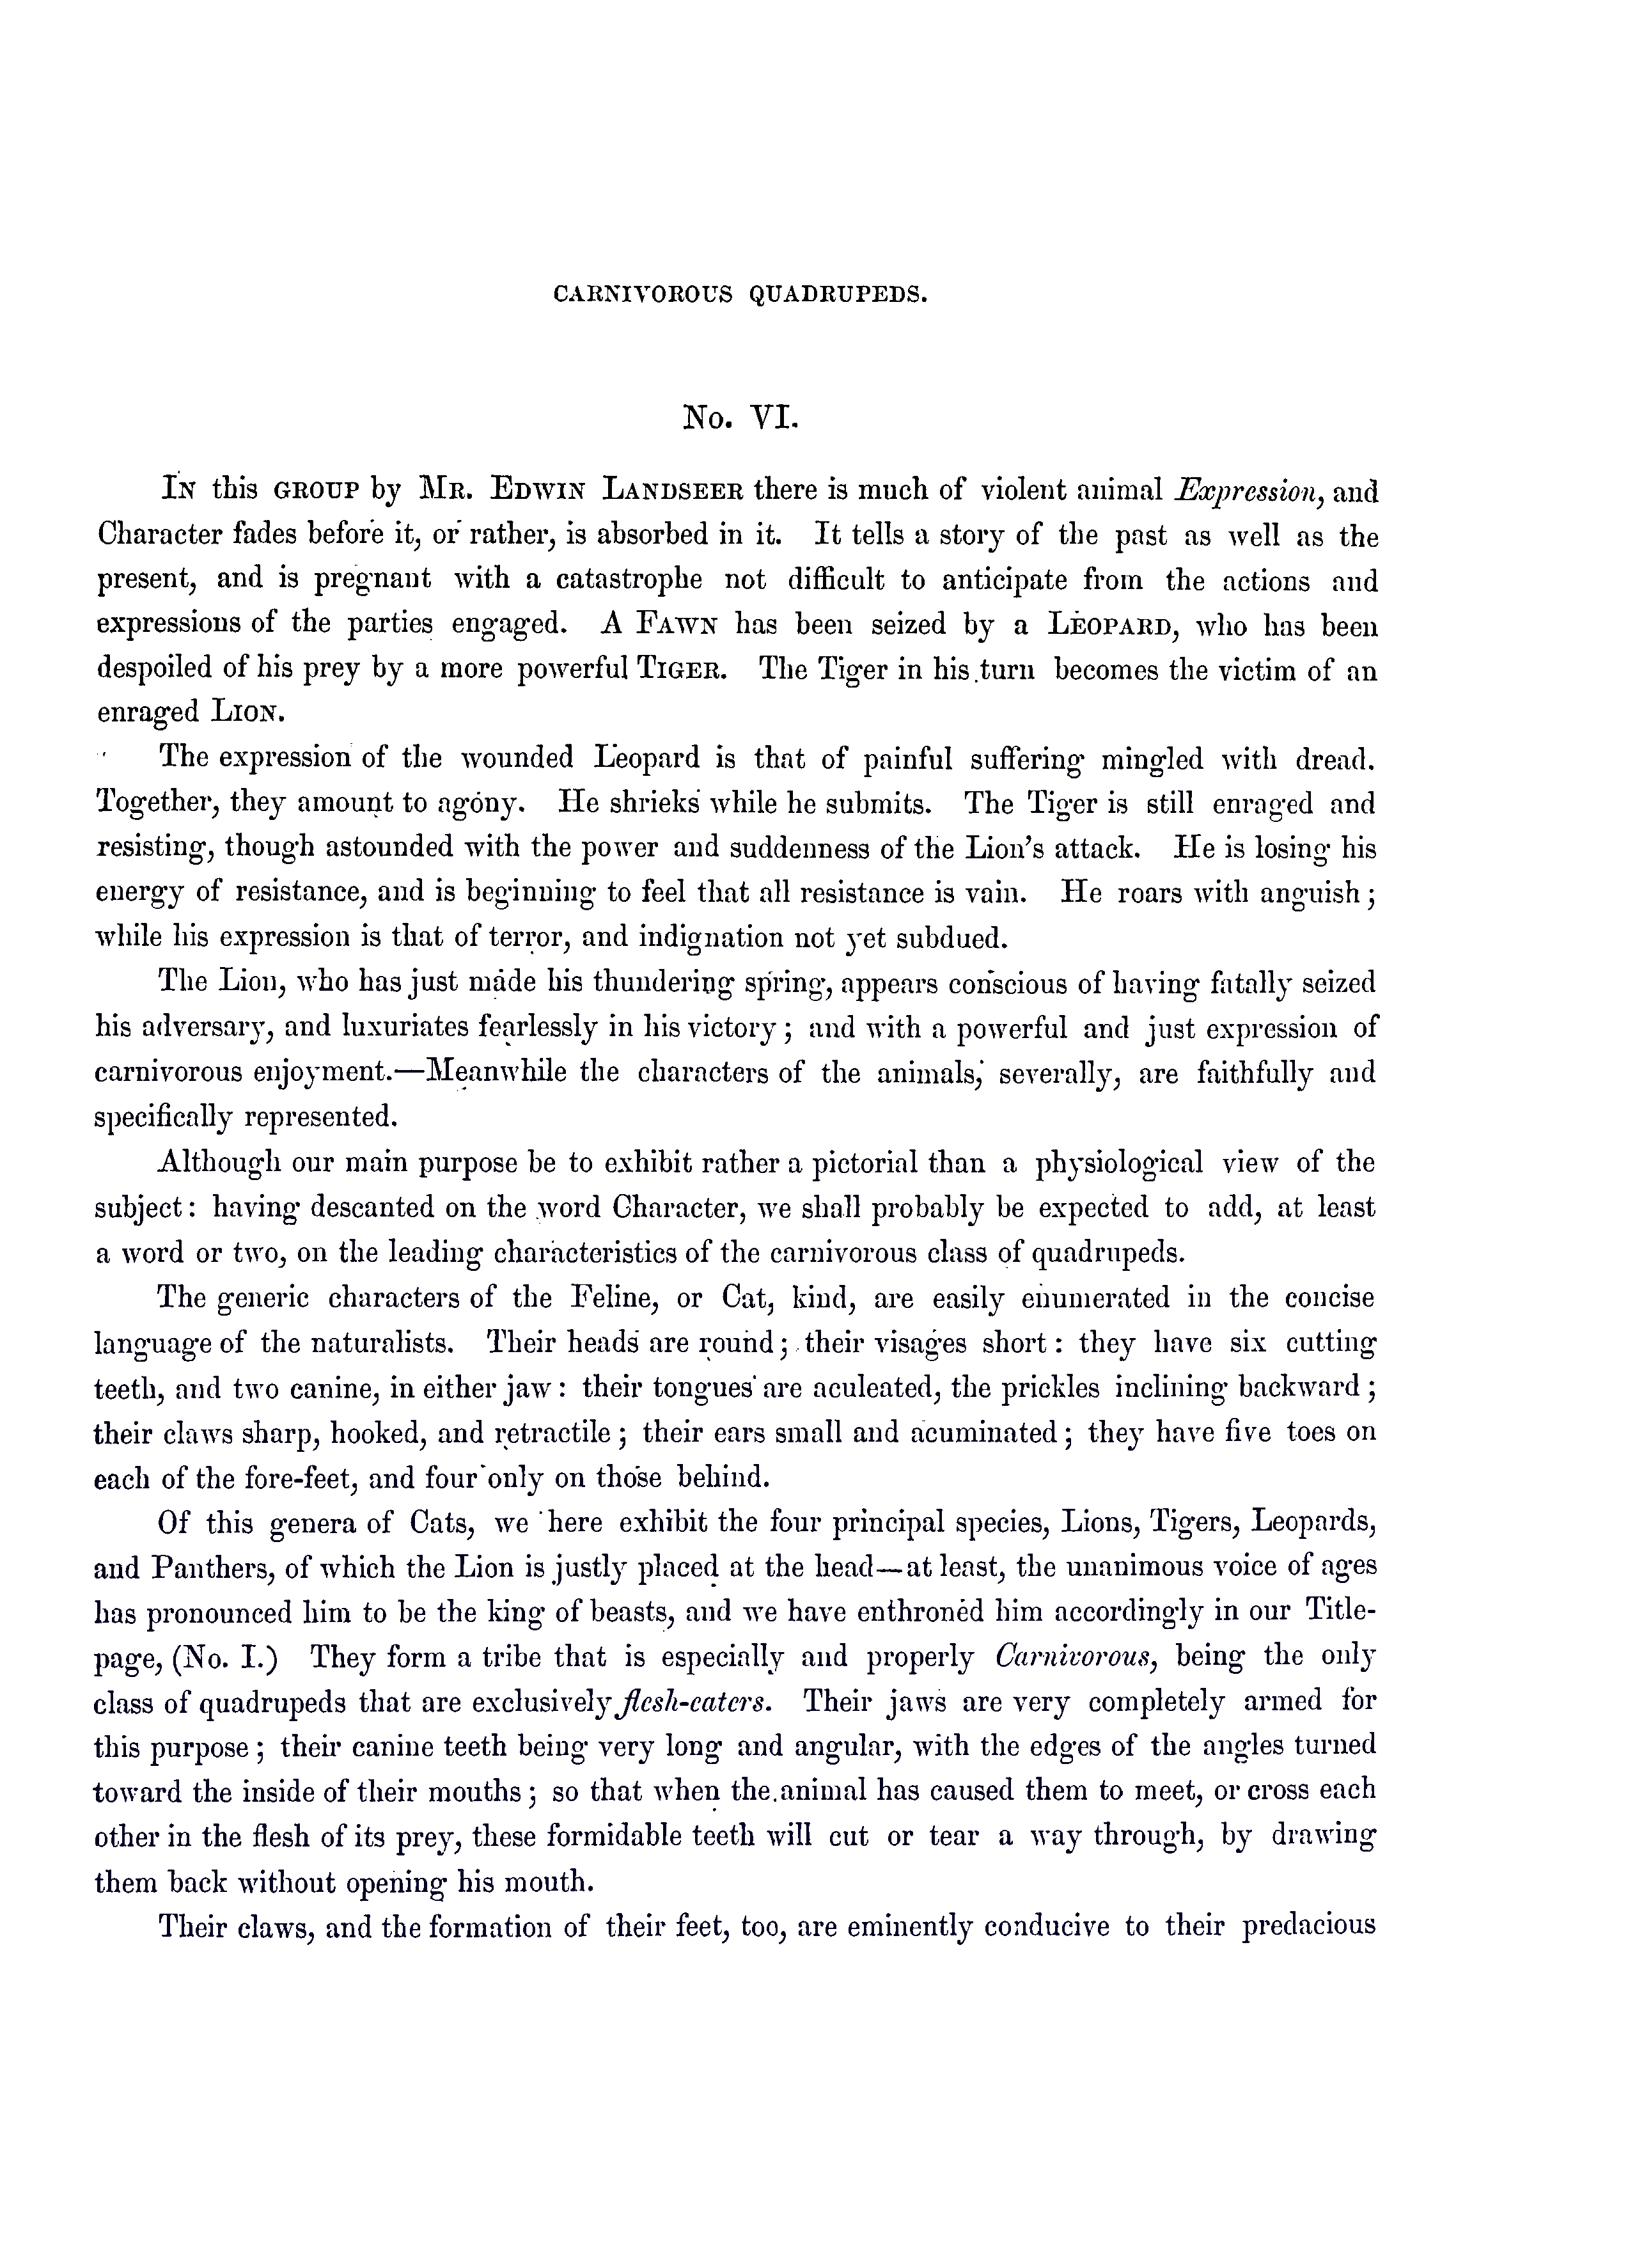 CARNIVOROUS QUADRUPEDS.
No. VI.
IN this GROUP by MR. EDWIN LANDSEER there is much of violent animal Expression, and
Character fades before it, or rather, is absorbed in it. It tells a story of the past as well as the
present, and is pregnant with a catastrophe not difficult to anticipate from the actions and
expressions of the parties engaged. A FAWN has been seized by a LEOPARD, who has been
despoiled of his prey by a more powerful TIGER. The Tiger in his turn becomes the victim of an
enraged LION.
The expression of the wounded Leopard is that of painful suffering mingled with dread.
Together, they amount to agony. He shrieks while he submits. The Tiger is still enraged and
resisting, though astounded with the power and suddenness of the Lion's attack. He is losing his
energy of resistance, and is beginning to feel that all resistance is vain. He roars with anguish;
while his expression is that of terror, and indignation not yet subdued.
The Lion, who has just made his thundering spring, appears conscious of having fatally seized
his adversary, and luxuriates fearlessly in his victory; and with a powerful and just expression of
carnivorous enjoyment.—Meanwhile the characters of the animals, severally, are faithfully and
specifically represented.
Although our main purpose be to exhibit rather a pictorial than a physiological view of the
subject: having descanted on the word Character, we shall probably be expected to add, at least
a word or two, on the leading characteristics of the carnivorous class of quadrupeds.
The generic characters of the Feline, or Cat, kind, are easily enumerated in the concise
language of the naturalists. Their heads are round; their visages short: they have six cutting
teeth, and two canine, in either jaw: their tongues are aculeated, the prickles inclining backward;
their claws sharp, hooked, and retractile; their ears small and acuminated; they have five toes on
each of the fore-feet, and four only on those behind.
Of this genera of Cats, we here exhibit the four principal species, Lions, Tigers, Leopards,
and Panthers, of which the Lion is justly placed at the head—at least, the unanimous voice of ages
has pronounced him to be the king of beasts, and we have enthroned him accordingly in our Title-
page, (No. I.) They form a tribe that is especially and properly Carnivorous, being the only
class of quadrupeds that are exclusively flesh-eaters. Their jaws are very completely armed for
this purpose; their canine teeth being very long and angular, with the edges of the angles turned
toward the inside of their mouths; so that when the animal has caused them to meet, or cross each
other in the flesh of its prey, these formidable teeth will cut or tear a way through, by drawing
them back without opening his mouth.
Their claws, and the formation of their feet, too, are eminently conducive to their predacious